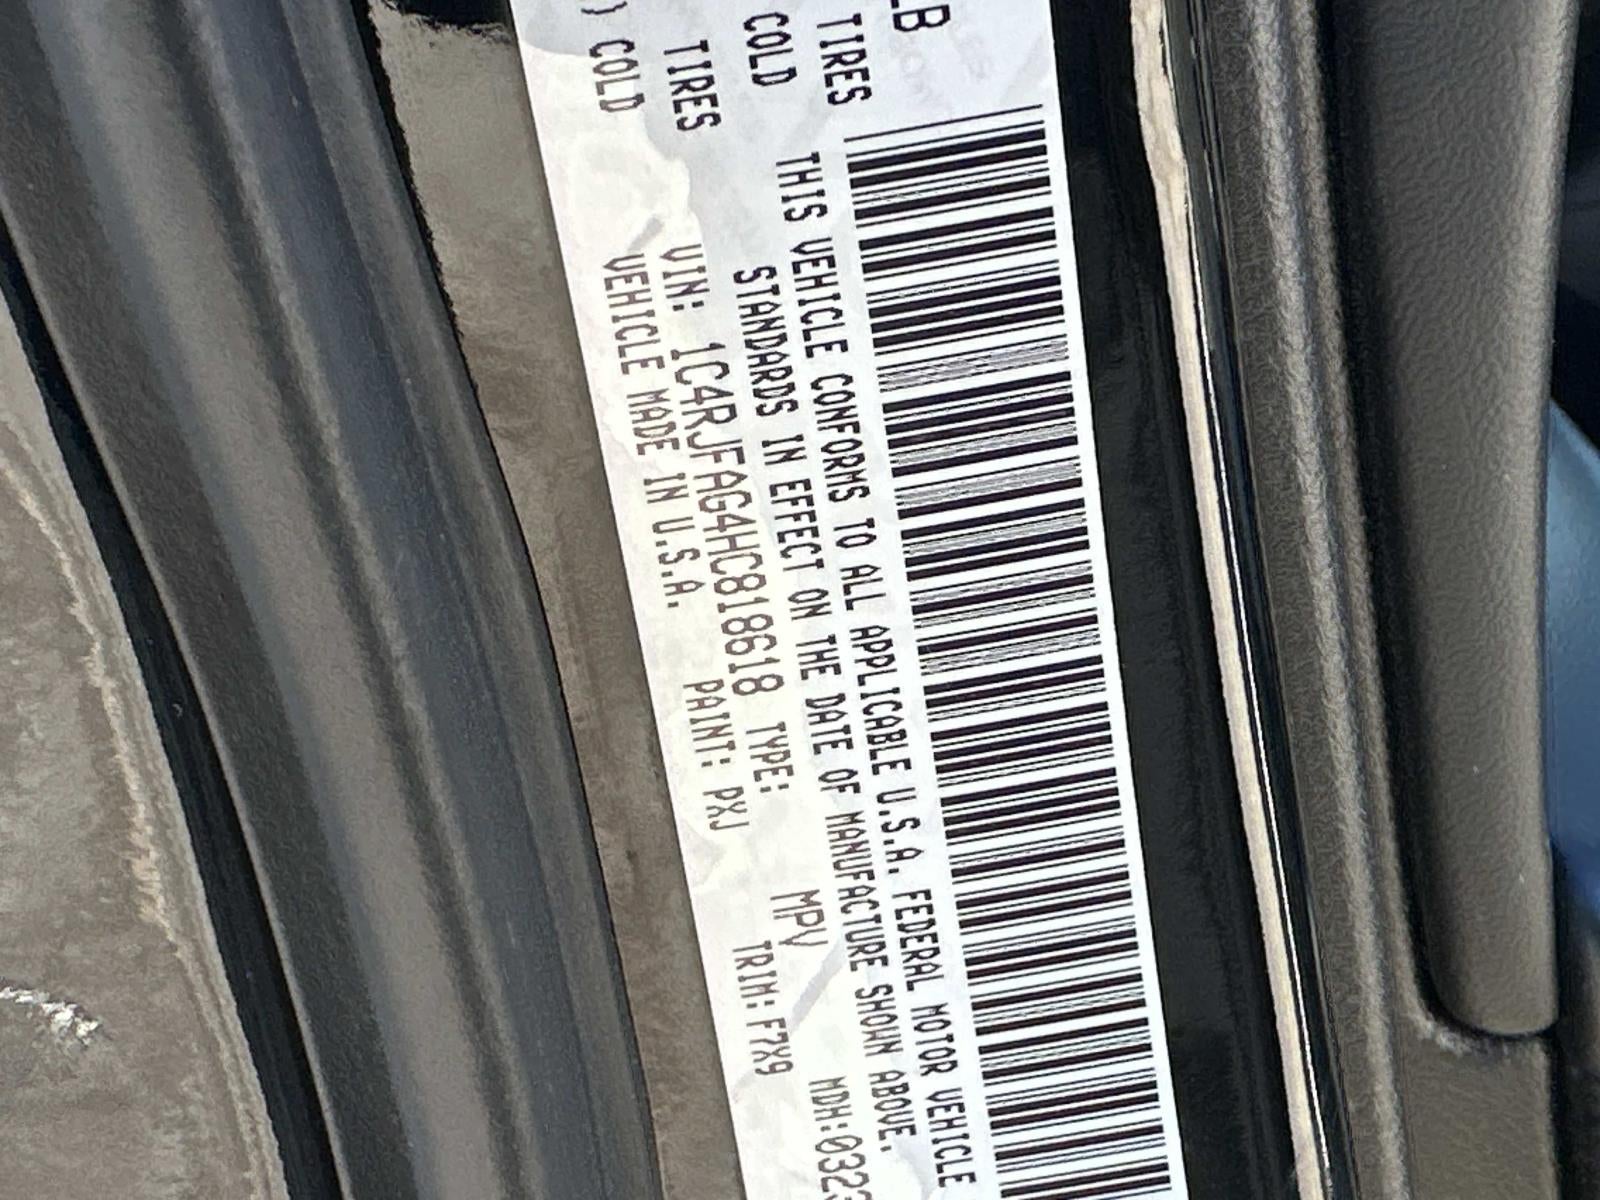 LB
TIRES
COLD
TIRES
) COLD
THIS VEHICLE CONFORMS TO ALL APPLICABLE U.S.A. FEDERAL MOTOR VEHICLE
STANDARDS IN EFFECT ON THE DATE OF MANUFACTURE SHOWN ABOVE.
VIN: 1C4RJFAG4HC818618 TYPE: MPV MDH:032
VEHICLE MADE IN U.S.A. PAINT: PXJ TRIM: F7X9